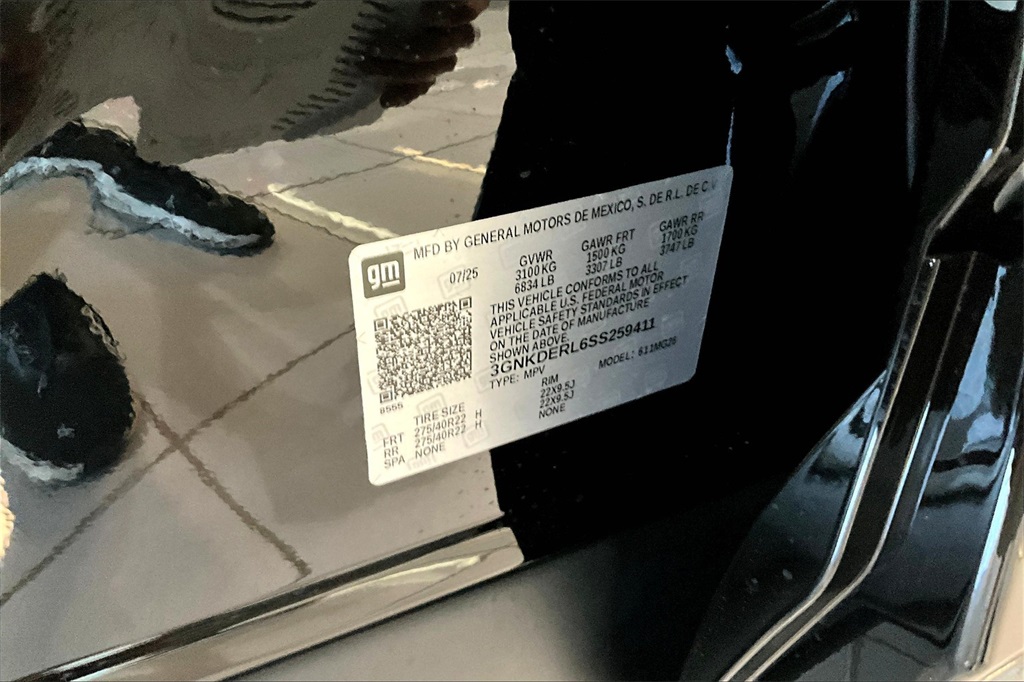 MFD BY GENERAL MOTORS DE MEXICO, S. DE R.L. DE C.V
gm
07/25
GVWR GAWR FRT GAWR RR
3100 KG 1500 KG 1700 KG
6834 LB 3307 LB 3747 LB
THIS VEHICLE CONFORMS TO ALL
APPLICABLE U.S. FEDERAL MOTOR
VEHICLE SAFETY STANDARDS IN EFFECT
ON THE DATE OF MANUFACTURE
SHOWN ABOVE.
3GNKDERL6SS259411
TYPE: MPV MODEL: 611MG26
8555
TIRE SIZE RIM
FRT 275/40R22 H 22X9.5J
RR 275/40R22 H 22X9.5J
SPA NONE NONE